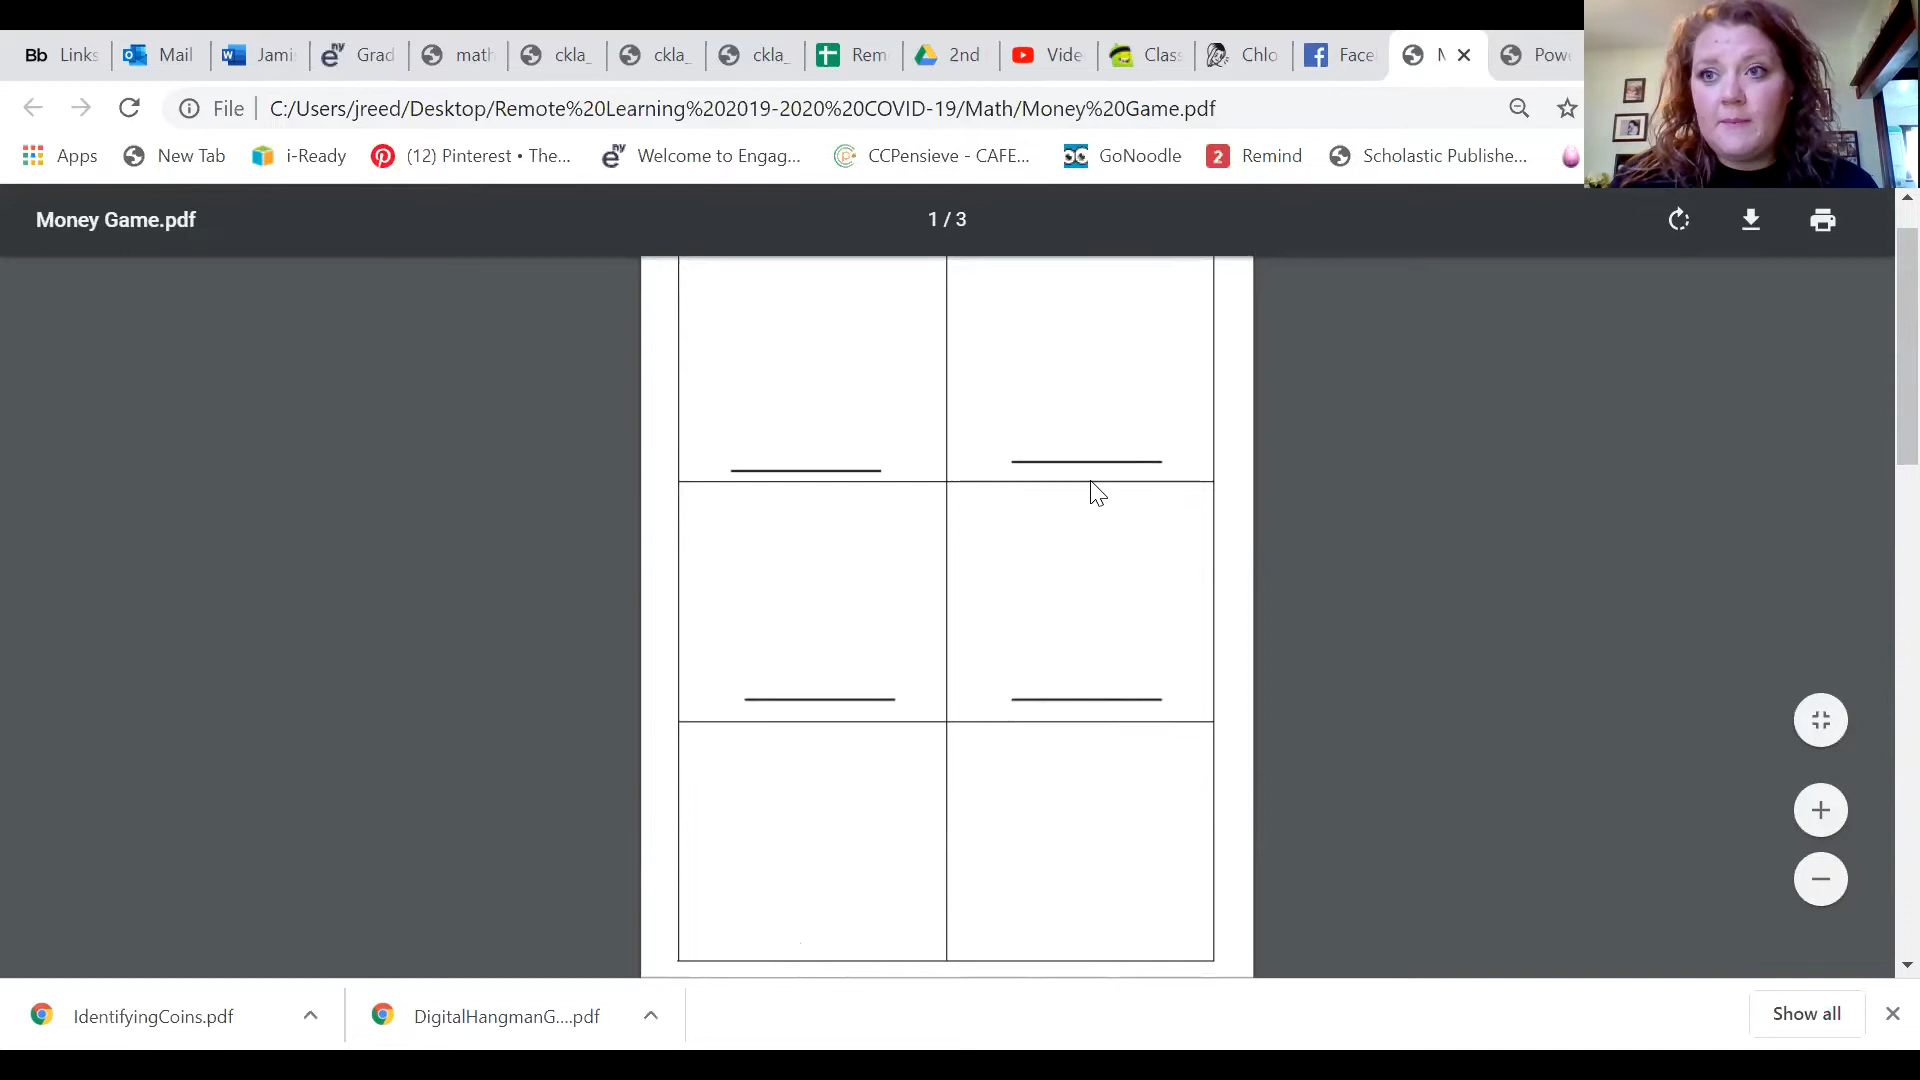 Bb Links Mail Jami Grad math ckla_ ckla_ ckla_ Rem 2nd Vide Class Chlo Face M Pow
File C:/Users/jreed/Desktop/Remote%20Learning%202019-2020%20COVID-19/Math/Money%20Game.pdf
Apps New Tab i-Ready (12) Pinterest • The... Welcome to Engag... CCPensieve - CAFE... GoNoodle 2 Remind Scholastic Publishe...
Money Game.pdf 1 / 3
IdentifyingCoins.pdf DigitalHangmanG....pdf Show all